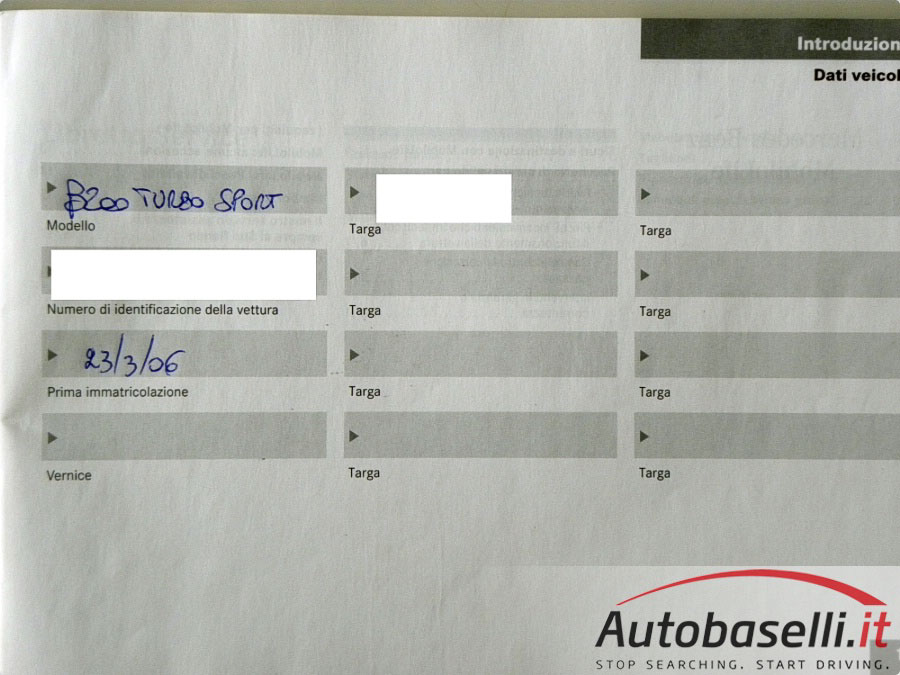 Introduzion
Dati veicol
B200 TURBO SPORT
Modello
Targa
Targa
Numero di identificazione della vettura
Targa
Targa
23/3/06
Prima immatricolazione
Targa
Targa
Vernice
Targa
Targa
Autobaselli.it
STOP SEARCHING. START DRIVING.